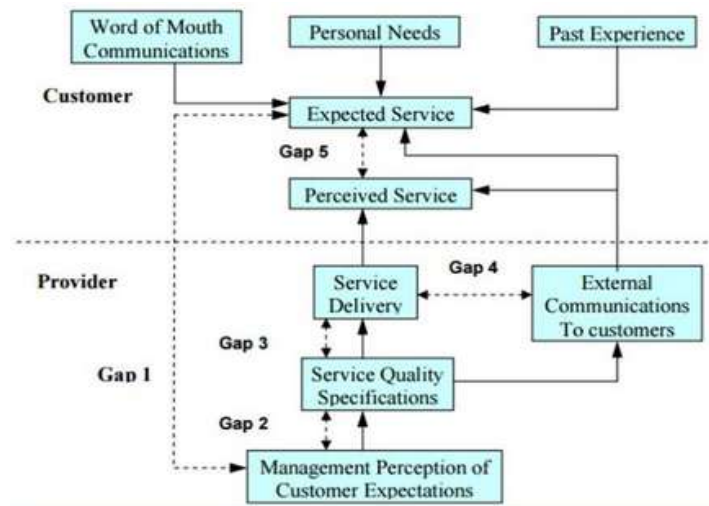 Word of Mouth
Communications
Personal Needs
Past Experience
Customer
Expected Service
Gap 5
Perceived Service
Provider
Service
Delivery
Gap 4
External
Communications
To customers
Gap 3
Gap 1
Service Quality
Specifications
Gap 2
Management Perception of
Customer Expectations